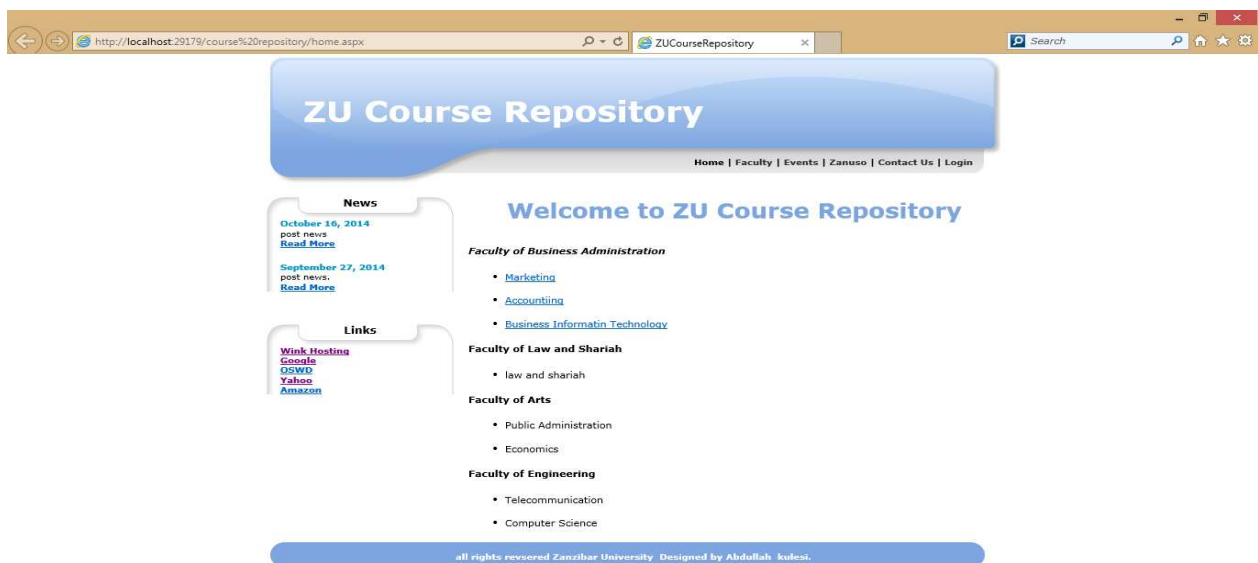 http://localhost:29179/course%20repository/home.aspx
ZUCourseRepository
Search
ZU Course Repository
Home | Faculty | Events | Zanuso | Contact Us | Login
News
October 16, 2014
post news
Read More
September 27, 2014
post news.
Read More
Links
Wink Hosting
Google
OSWD
Yahoo
Amazon
Welcome to ZU Course Repository
Faculty of Business Administration
• Marketing
• Accountiing
• Business Informatin Technology
Faculty of Law and Shariah
• law and shariah
Faculty of Arts
• Public Administration
• Economics
Faculty of Engineering
• Telecommunication
• Computer Science
all rights revsered Zanzibar University Designed by Abdullah kulesi.